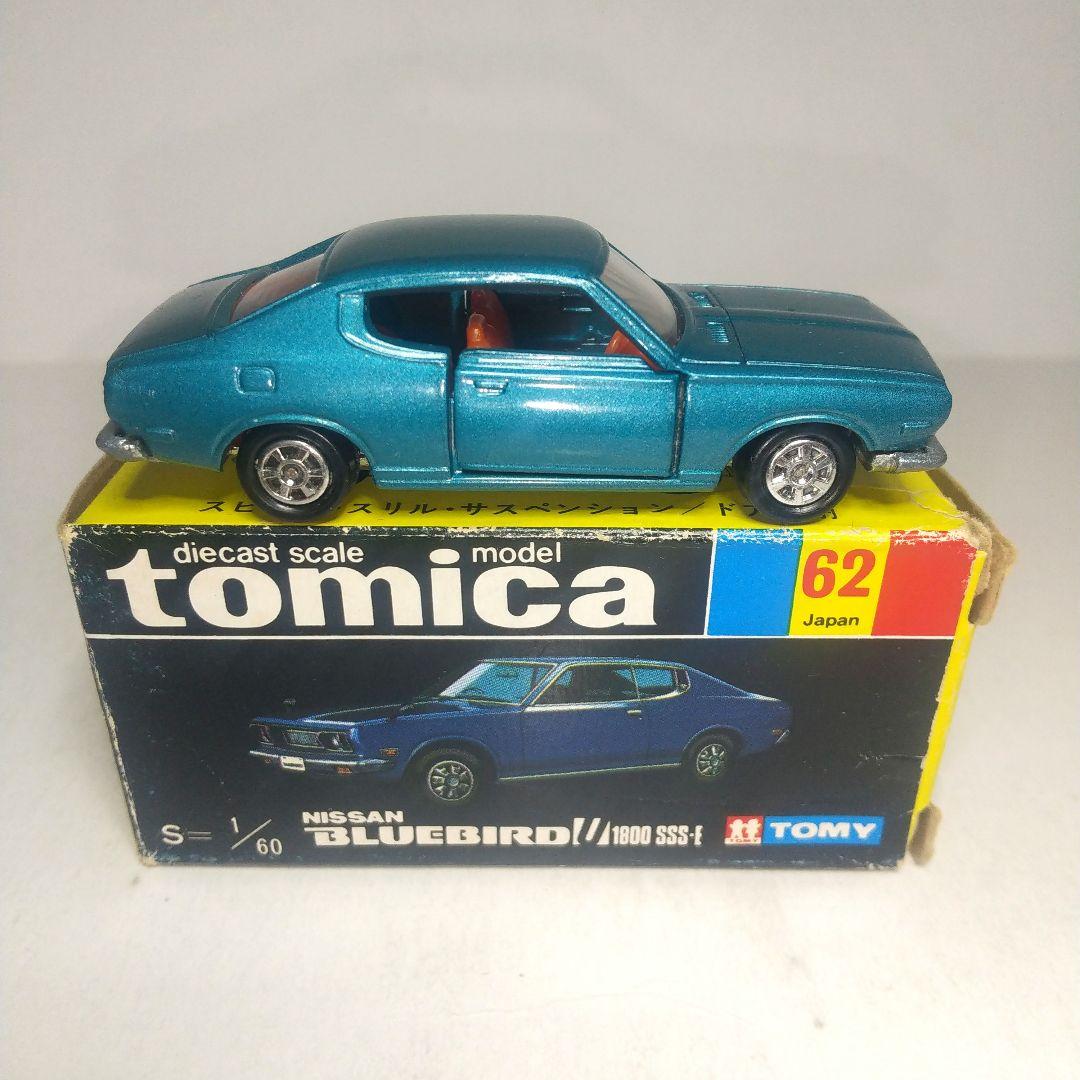 スリル・サスペンション/ドア
diecast scale model
tomica
62
Japan
S= 1/60
NISSAN
BLUEBIRD U 1800 SSS-E
TOMY
TOMY